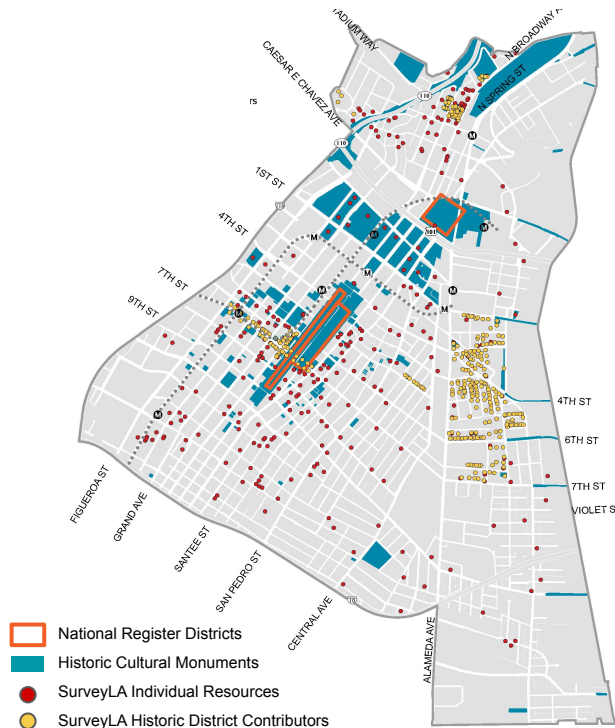 TADIUM WAY
N BROADWAY
CAESAR E CHAVEZ AVE
N SPRING ST
rs
110
M
110
1ST ST
4TH ST
101
M
M
M
M
7TH ST
M
M
M
9TH ST
M
M
4TH ST
6TH ST
7TH ST
VIOLET S
FIGUEROA ST
GRAND AVE
SANTEE ST
SAN PEDRO ST
CENTRAL AVE
10
ALAMEDA AVE
National Register Districts
Historic Cultural Monuments
SurveyLA Individual Resources
SurveyLA Historic District Contributors